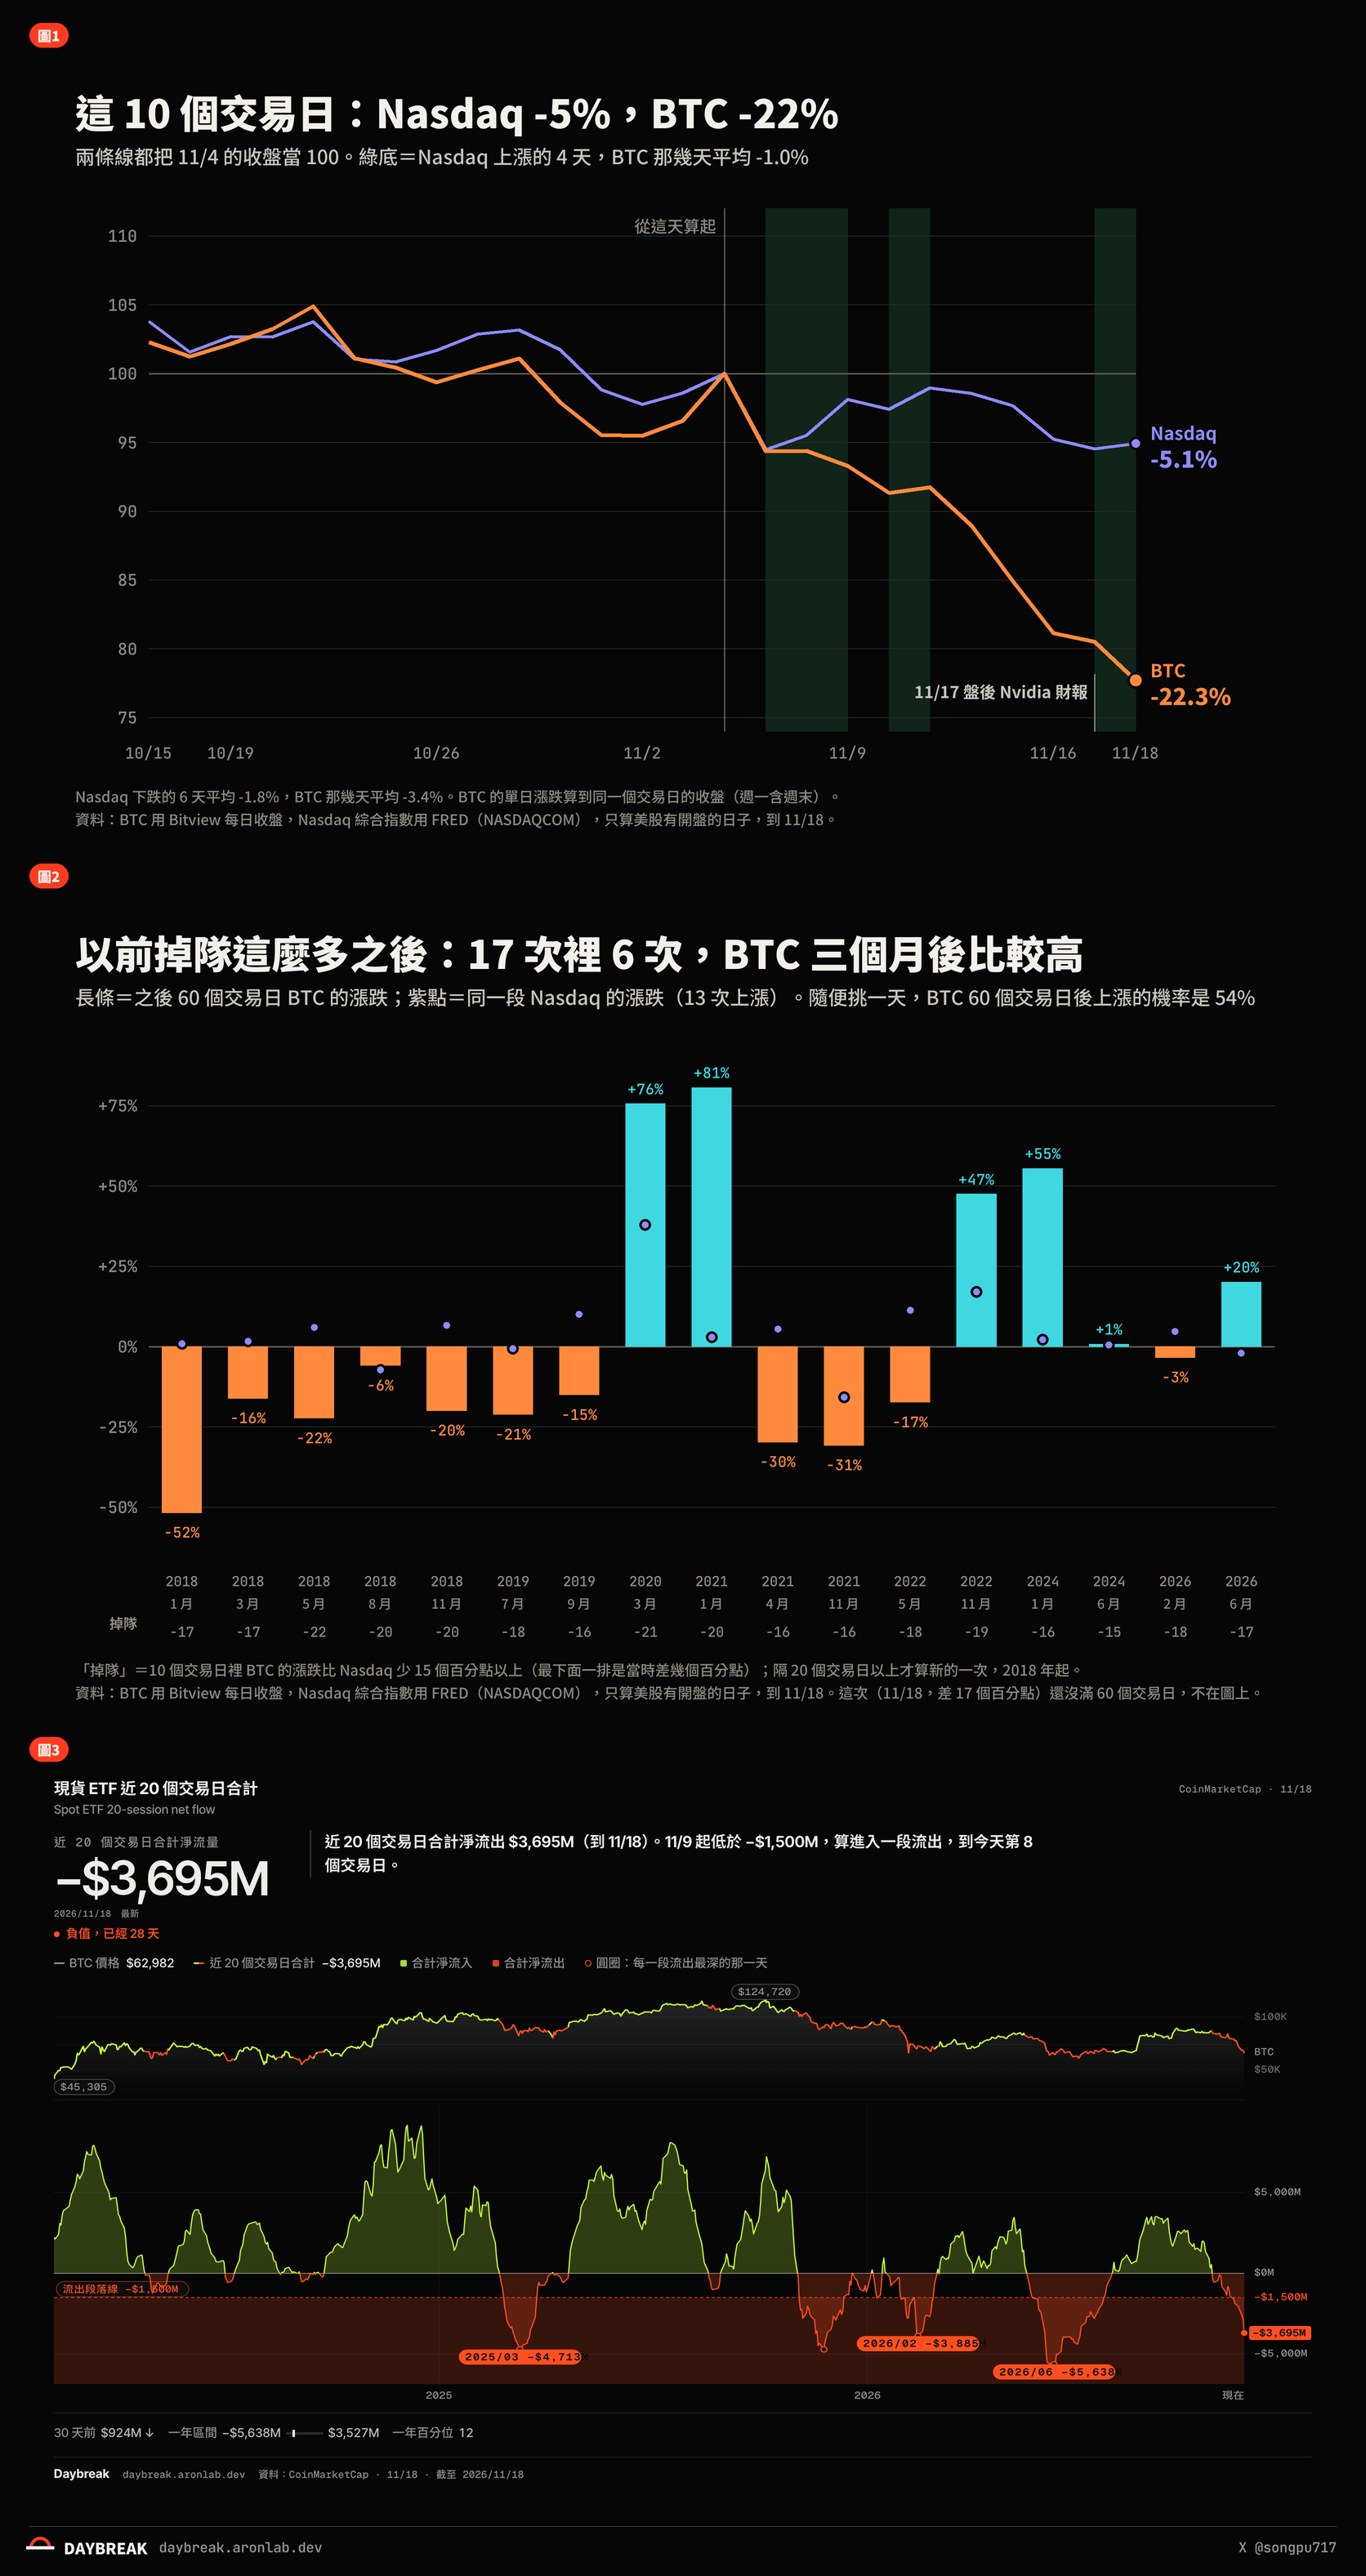 圖1
這 10 個交易日：Nasdaq -5%，BTC -22%
兩條線都把 11/4 的收盤當 100。綠底＝Nasdaq 上漲的 4 天，BTC 那幾天平均 -1.0%
從這天算起
110
105
100
95
90
85
80
75
Nasdaq
-5.1%
BTC
-22.3%
11/17 盤後 Nvidia 財報
10/15 10/19 10/26 11/2 11/9 11/16 11/18
Nasdaq 下跌的 6 天平均 -1.8%，BTC 那幾天平均 -3.4%。BTC 的單日漲跌算到同一個交易日的收盤（週一含週末）。
資料：BTC 用 Bitview 每日收盤，Nasdaq 綜合指數用 FRED（NASDAQCOM），只算美股有開盤的日子，到 11/18。
圖2
以前掉隊這麼多之後：17 次裡 6 次，BTC 三個月後比較高
長條＝之後 60 個交易日 BTC 的漲跌；紫點＝同一段 Nasdaq 的漲跌（13 次上漲）。隨便挑一天，BTC 60 個交易日後上漲的機率是 54%
+75%
+50%
+25%
0%
-25%
-50%
-52% -16% -22% -6% -20% -21% -15% +76% +81% -30% -31% -17% +47% +55% +1% -3% +20%
2018 2018 2018 2018 2018 2019 2019 2020 2021 2021 2021 2022 2022 2024 2024 2026 2026
1月 3月 5月 8月 11月 7月 9月 3月 1月 4月 11月 5月 11月 1月 6月 2月 6月
掉隊 -17 -17 -22 -20 -20 -18 -16 -21 -20 -16 -16 -18 -19 -16 -15 -18 -17
「掉隊」＝10 個交易日裡 BTC 的漲跌比 Nasdaq 少 15 個百分點以上（最下面一排是當時差幾個百分點）；隔 20 個交易日以上才算新的一次，2018 年起。
資料：BTC 用 Bitview 每日收盤，Nasdaq 綜合指數用 FRED（NASDAQCOM），只算美股有開盤的日子，到 11/18。這次（11/18，差 17 個百分點）還沒滿 60 個交易日，不在圖上。
圖3
現貨 ETF 近 20 個交易日合計
CoinMarketCap · 11/18
Spot ETF 20-session net flow
近 20 個交易日合計淨流量
−$3,695M
2026/11/18 最新
負值，已經 28 天
近 20 個交易日合計淨流出 $3,695M（到 11/18）。11/9 起低於 −$1,500M，算進入一段流出，到今天第 8
個交易日。
BTC 價格 $62,982 近 20 個交易日合計 −$3,695M 合計淨流入 合計淨流出 圓圈：每一段流出最深的那一天
$124,720
$45,305
$100K
BTC
$50K
$5,000M
$0M
流出段落線 −$1,500M
−$1,500M
−$3,695M
−$5,000M
2025/03 −$4,713
2026/02 −$3,885M
2026/06 −$5,638
2025 2026 現在
30 天前 $924M ↓ 一年區間 −$5,638M $3,527M 一年百分位 12
Daybreak daybreak.aronlab.dev 資料：CoinMarketCap · 11/18 · 截至 2026/11/18
DAYBREAK daybreak.aronlab.dev
X @songpu717